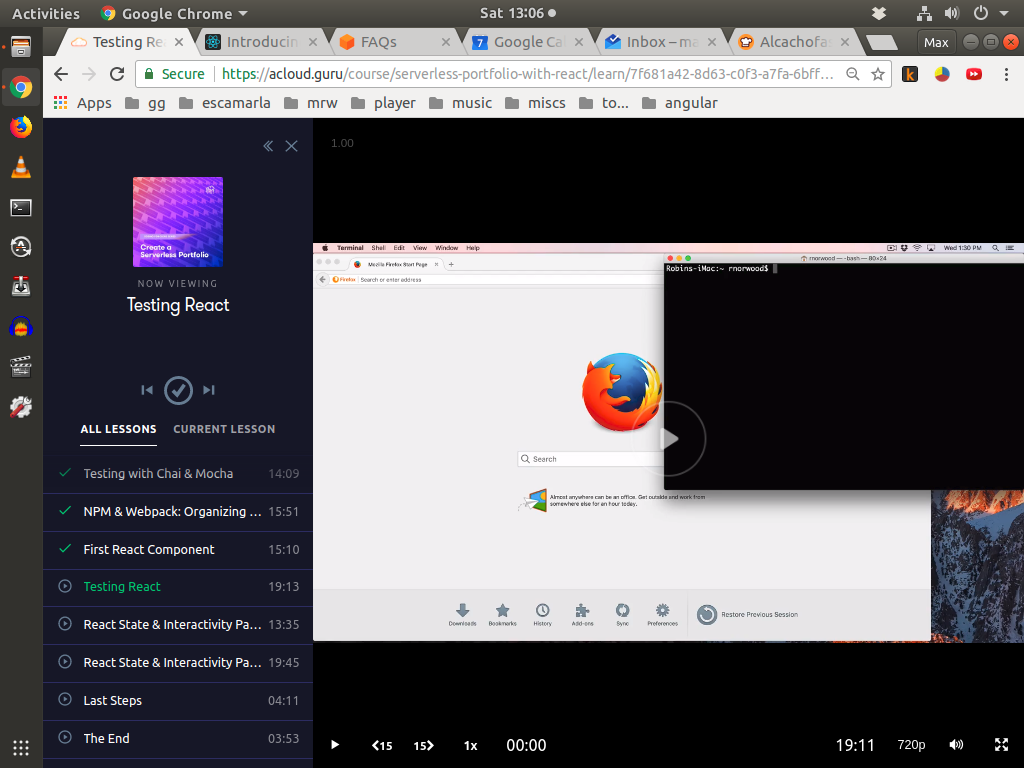 Activities Google Chrome Sat 13:06
Testing Re Introducin FAQs Google Cal Inbox – ma Alcachofas Max
Secure https://acloud.guru/course/serverless-portfolio-with-react/learn/7f681a42-8d63-c0f3-a7fa-6bff…
Apps gg escamarla mrw player music miscs to... angular
1.00
Create a
Serverless Portfolio
NOW VIEWING
Testing React
ALL LESSONS CURRENT LESSON
Testing with Chai & Mocha 14:09
NPM & Webpack: Organizing ... 15:51
First React Component 15:10
Testing React 19:13
React State & Interactivity Pa... 13:35
React State & Interactivity Pa... 19:45
Last Steps 04:11
The End 03:53
Terminal Shell Edit View Window Help Wed 1:30 PM
Mozilla Firefox Start Page
Firefox Search or enter address
rnorwood — -bash — 80×24
Robins-iMac:~ rnorwood$
Search
Almost anywhere can be an office. Get outside and work from
somewhere else for an hour today.
Downloads Bookmarks History Add-ons Sync Preferences Restore Previous Session
15 15 1x 00:00 19:11 720p